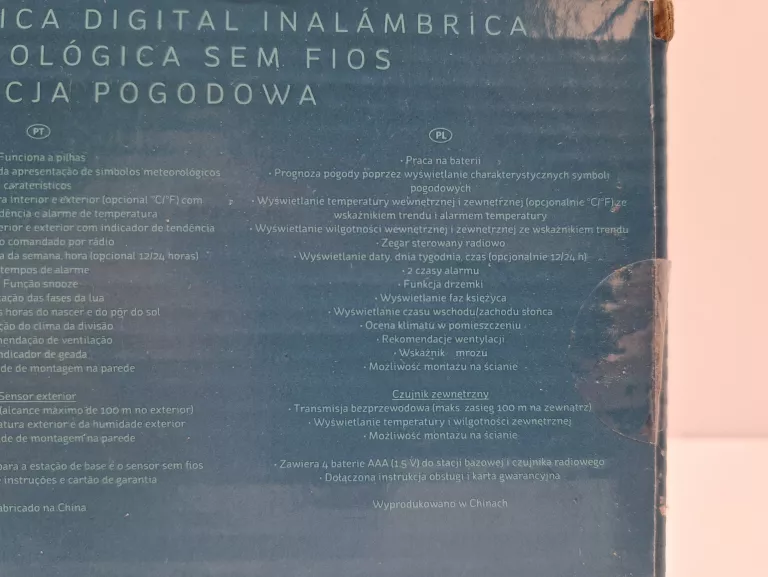 ICA DIGITAL INALÁMBRICA
OLÓGICA SEM FIOS
CJA POGODOWA
PT
Funciona a pilhas
da apresentação de símbolos meteorológicos
caraterísticos
ra interior e exterior (opcional °C/°F) com
dência e alarme de temperatura
erior e exterior com indicador de tendência
o comandado por rádio
a da semana, hora (opcional 12/24 horas)
tempos de alarme
Função snooze
ação das fases da lua
s horas do nascer e do pôr do sol
ção do clima da divisão
mendação de ventilação
ndicador de geada
de de montagem na parede
Sensor exterior
(alcance máximo de 100 m no exterior)
atura exterior e da humidade exterior
de de montagem na parede
para a estação de base e o sensor sem fios
instruções e cartão de garantia
abricado na China
PL
• Praca na baterii
• Prognoza pogody poprzez wyświetlanie charakterystycznych symboli
pogodowych
• Wyświetlanie temperatury wewnętrznej i zewnętrznej (opcjonalnie °C/°F) ze
wskaźnikiem trendu i alarmem temperatury
• Wyświetlanie wilgotności wewnętrznej i zewnętrznej ze wskaźnikiem trendu
• Zegar sterowany radiowo
• Wyświetlanie daty, dnia tygodnia, czas (opcjonalnie 12/24 h)
• 2 czasy alarmu
• Funkcja drzemki
• Wyświetlanie faz księżyca
• Wyświetlanie czasu wschodu/zachodu słońca
• Ocena klimatu w pomieszczeniu
• Rekomendacje wentylacji
• Wskaźnik mrozu
• Możliwość montażu na ścianie
Czujnik zewnętrzny
• Transmisja bezprzewodowa (maks. zasięg 100 m na zewnątrz)
• Wyświetlanie temperatury i wilgotności zewnętrznej
• Możliwość montażu na ścianie
• Zawiera 4 baterie AAA (1.5 V) do stacji bazowej i czujnika radiowego
• Dołączona instrukcja obsługi i karta gwarancyjna
Wyprodukowano w Chinach